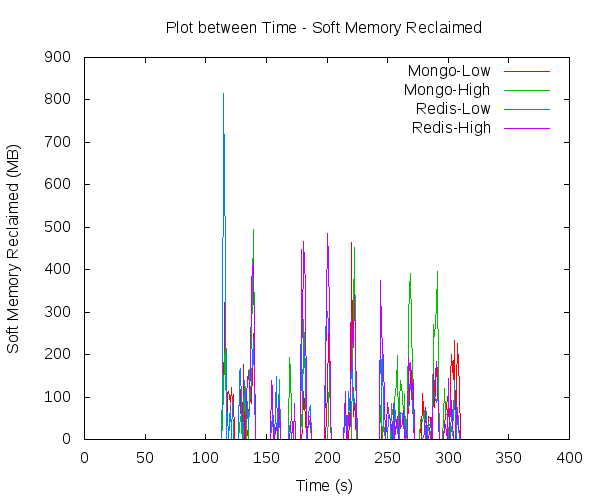 Plot between Time - Soft Memory Reclaimed
900
800
700
600
500
400
300
200
100
0
Soft Memory Reclaimed (MB)
Mongo-Low
Mongo-High
Redis-Low
Redis-High
0 50 100 150 200 250 300 350 400
Time (s)